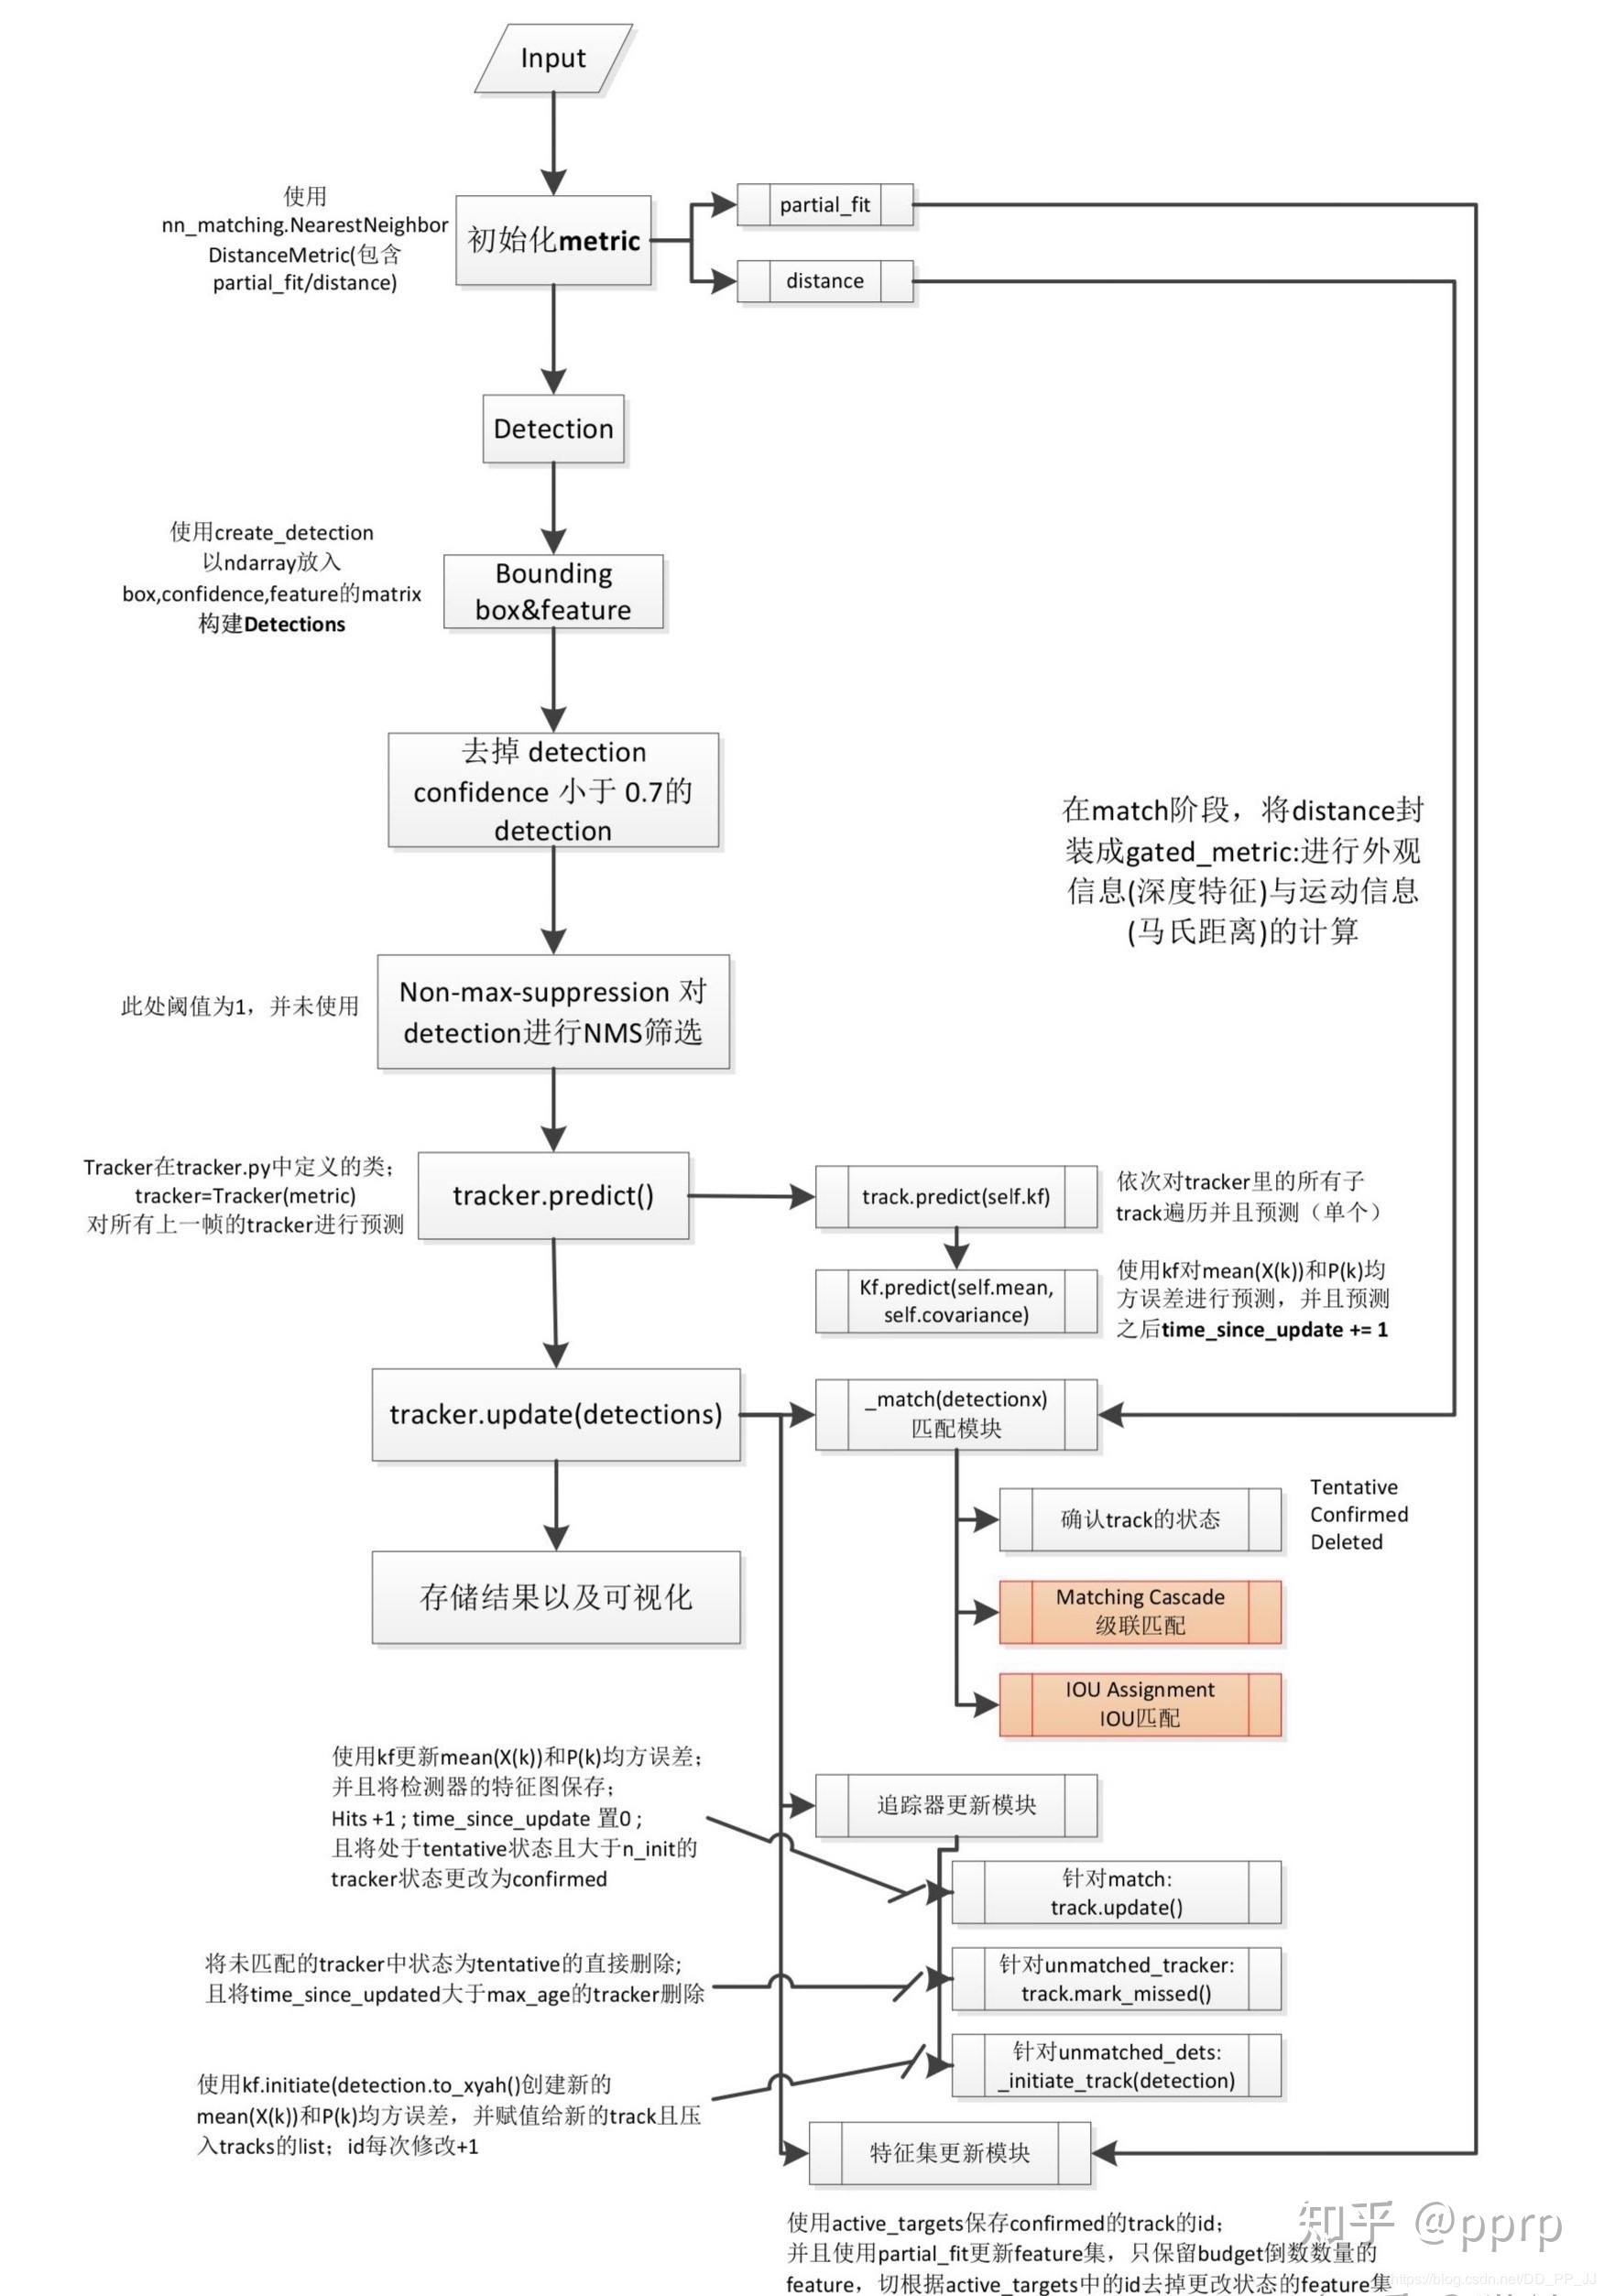 Input
使用
nn_matching.NearestNeighbor
DistanceMetric(包含
partial_fit/distance)
初始化metric
partial_fit
distance
Detection
使用create_detection
以ndarray放入
box,confidence,feature的matrix
构建Detections
Bounding
box&feature
去掉 detection
confidence 小于 0.7的
detection
在match阶段，将distance封
装成gated_metric:进行外观
信息(深度特征)与运动信息
(马氏距离)的计算
此处阈值为1，并未使用
Non-max-suppression 对
detection进行NMS筛选
Tracker在tracker.py中定义的类；
tracker=Tracker(metric)
对所有上一帧的tracker进行预测
tracker.predict()
track.predict(self.kf)
依次对tracker里的所有子
track遍历并且预测（单个）
Kf.predict(self.mean,
self.covariance)
使用kf对mean(X(k))和P(k)均
方误差进行预测，并且预测
之后time_since_update += 1
tracker.update(detections)
_match(detectionx)
匹配模块
确认track的状态
Tentative
Confirmed
Deleted
存储结果以及可视化
Matching Cascade
级联匹配
IOU Assignment
IOU匹配
使用kf更新mean(X(k))和P(k)均方误差；
并且将检测器的特征图保存；
Hits +1 ; time_since_update 置0 ;
且将处于tentative状态且大于n_init的
tracker状态更改为confirmed
追踪器更新模块
针对match:
track.update()
将未匹配的tracker中状态为tentative的直接删除;
且将time_since_updated大于max_age的tracker删除
针对unmatched_tracker:
track.mark_missed()
使用kf.initiate(detection.to_xyah()创建新的
mean(X(k))和P(k)均方误差，并赋值给新的track且压
入tracks的list；id每次修改+1
针对unmatched_dets:
_initiate_track(detection)
特征集更新模块
使用active_targets保存confirmed的track的id；
并且使用partial_fit更新feature集，只保留budget倒数数量的
feature，切根据active_targets中的id去掉更改状态的feature集
知乎 @pprp
https://blog.csdn.net/DD_PP_JJ